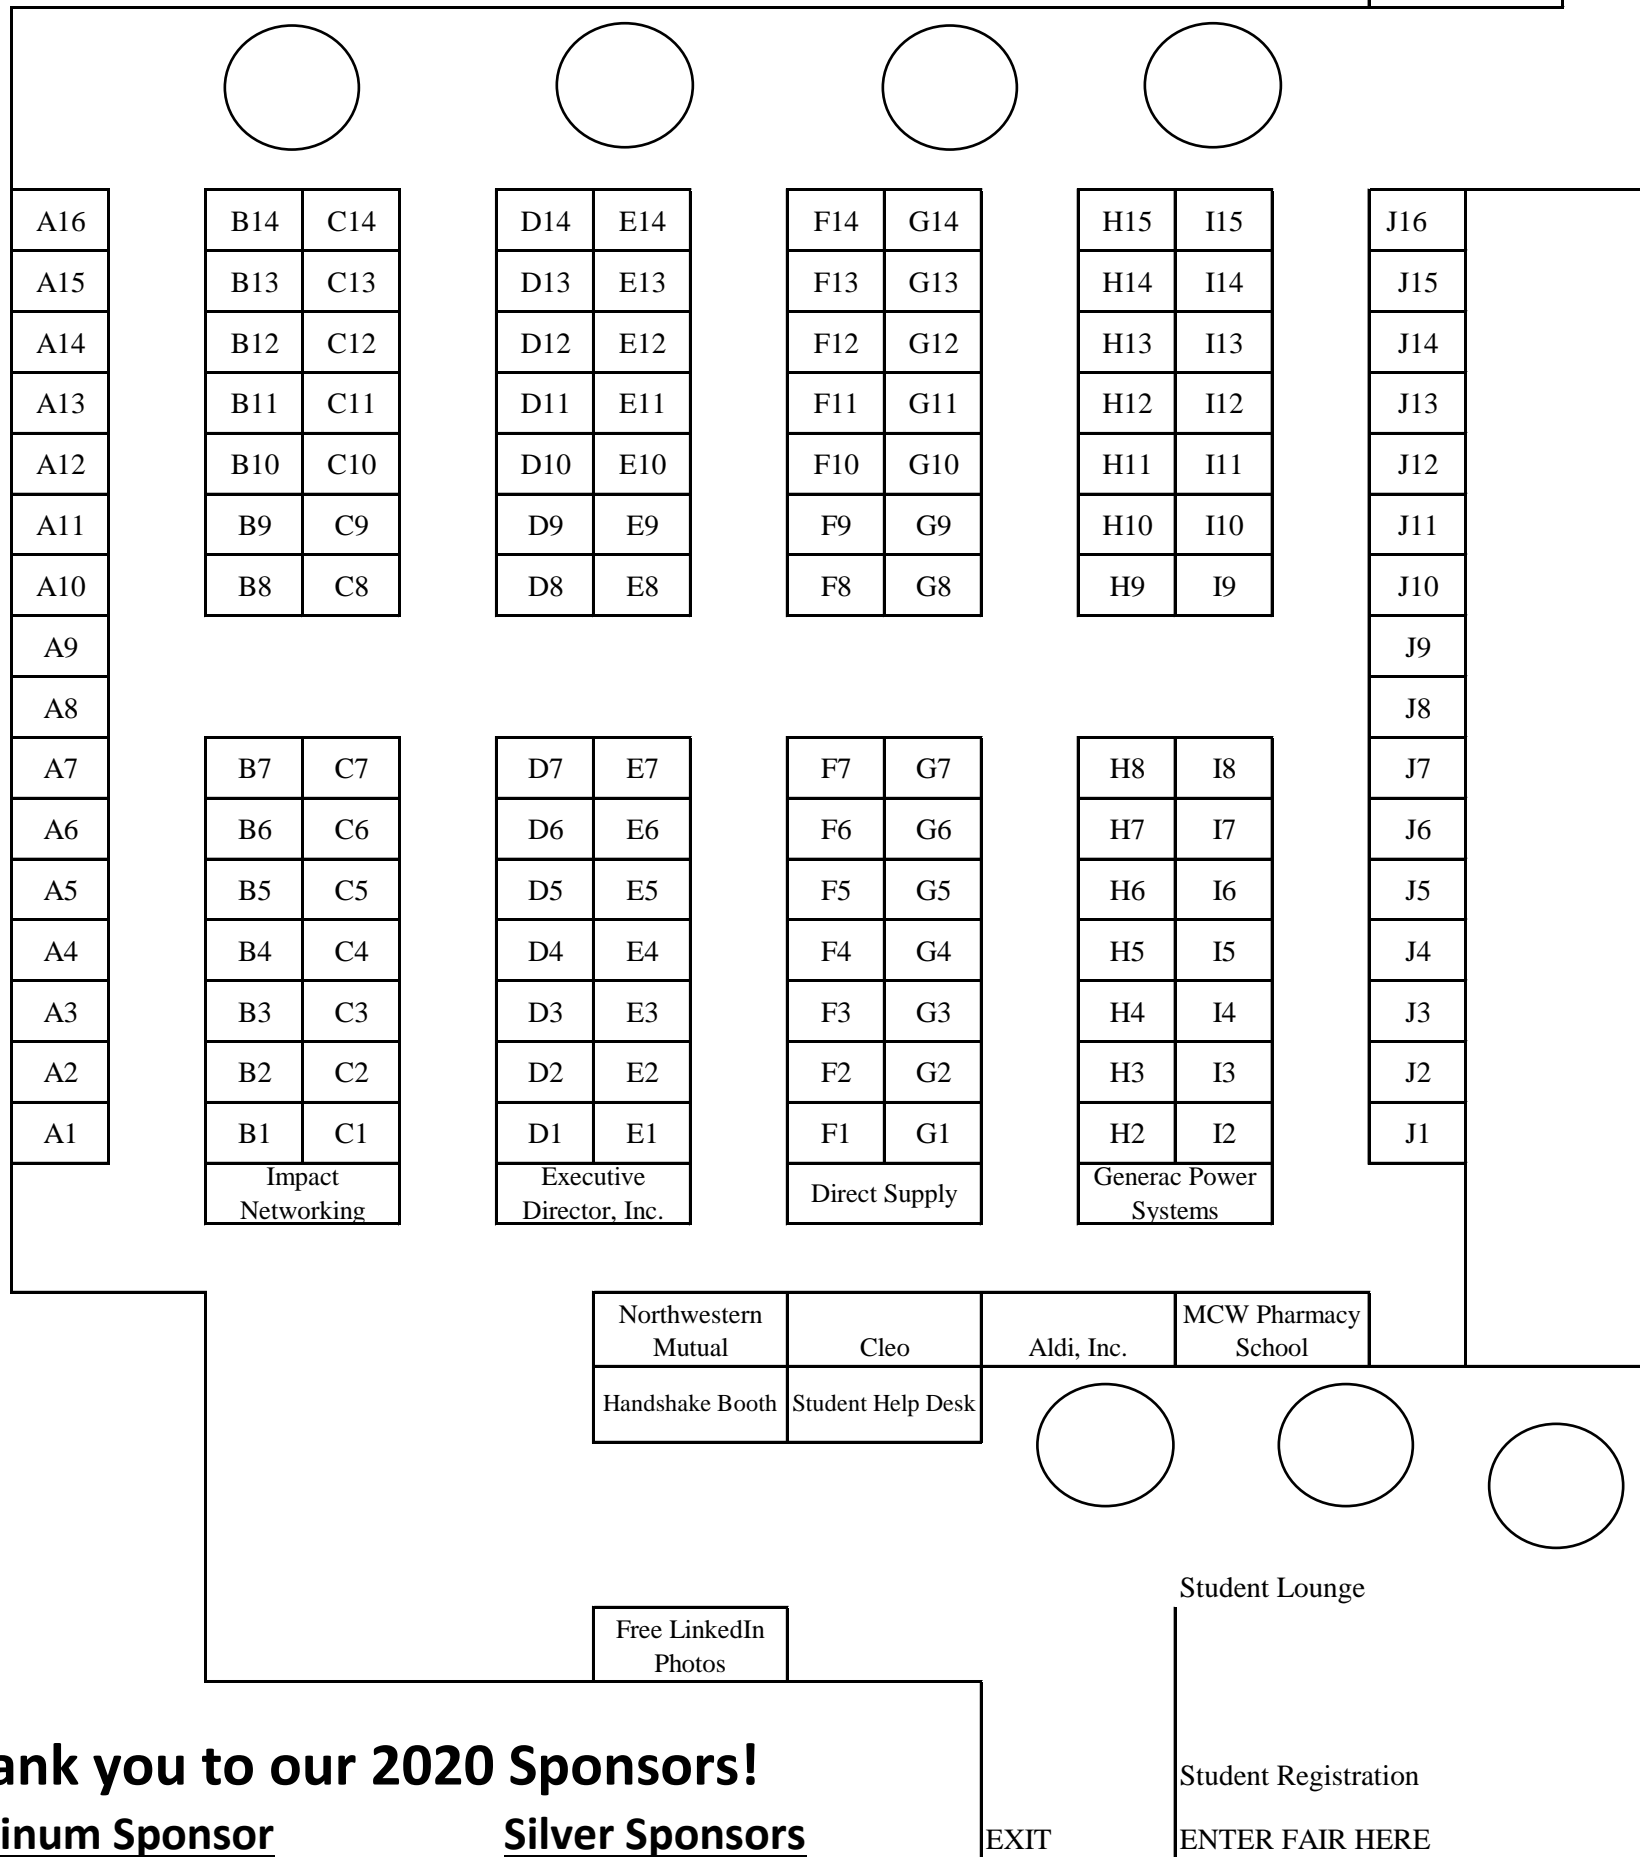 A16 B14 C14 D14 E14 F14 G14 H15 I15 J16
A15 B13 C13 D13 E13 F13 G13 H14 I14 J15
A14 B12 C12 D12 E12 F12 G12 H13 I13 J14
A13 B11 C11 D11 E11 F11 G11 H12 I12 J13
A12 B10 C10 D10 E10 F10 G10 H11 I11 J12
A11 B9 C9 D9 E9 F9 G9 H10 I10 J11
A10 B8 C8 D8 E8 F8 G8 H9 I9 J10
A9 J9
A8 J8
A7 B7 C7 D7 E7 F7 G7 H8 I8 J7
A6 B6 C6 D6 E6 F6 G6 H7 I7 J6
A5 B5 C5 D5 E5 F5 G5 H6 I6 J5
A4 B4 C4 D4 E4 F4 G4 H5 I5 J4
A3 B3 C3 D3 E3 F3 G3 H4 I4 J3
A2 B2 C2 D2 E2 F2 G2 H3 I3 J2
A1 B1 C1 D1 E1 F1 G1 H2 I2 J1
Impact
Networking
Executive
Director, Inc.
Direct Supply
Generac Power
Systems
Northwestern
Mutual
Cleo
Aldi, Inc.
MCW Pharmacy
School
Handshake Booth
Student Help Desk
Student Lounge
Free LinkedIn
Photos
ank you to our 2020 Sponsors!
Student Registration
inum Sponsor
Silver Sponsors
EXIT
ENTER FAIR HERE